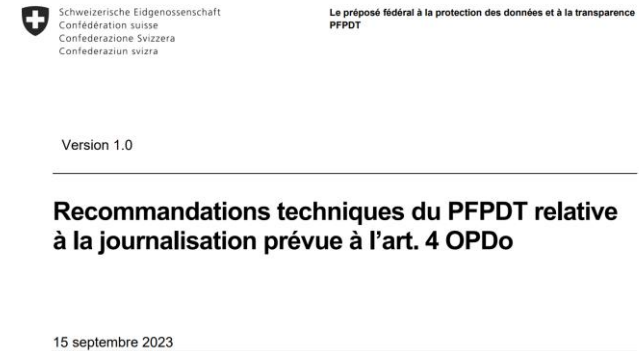 Schweizerische Eidgenossenschaft
Confédération suisse
Confederazione Svizzera
Confederaziun svizra
Le préposé fédéral à la protection des données et à la transparence
PFPDT
Version 1.0
Recommandations techniques du PFPDT relative
à la journalisation prévue à l’art. 4 OPDo
15 septembre 2023